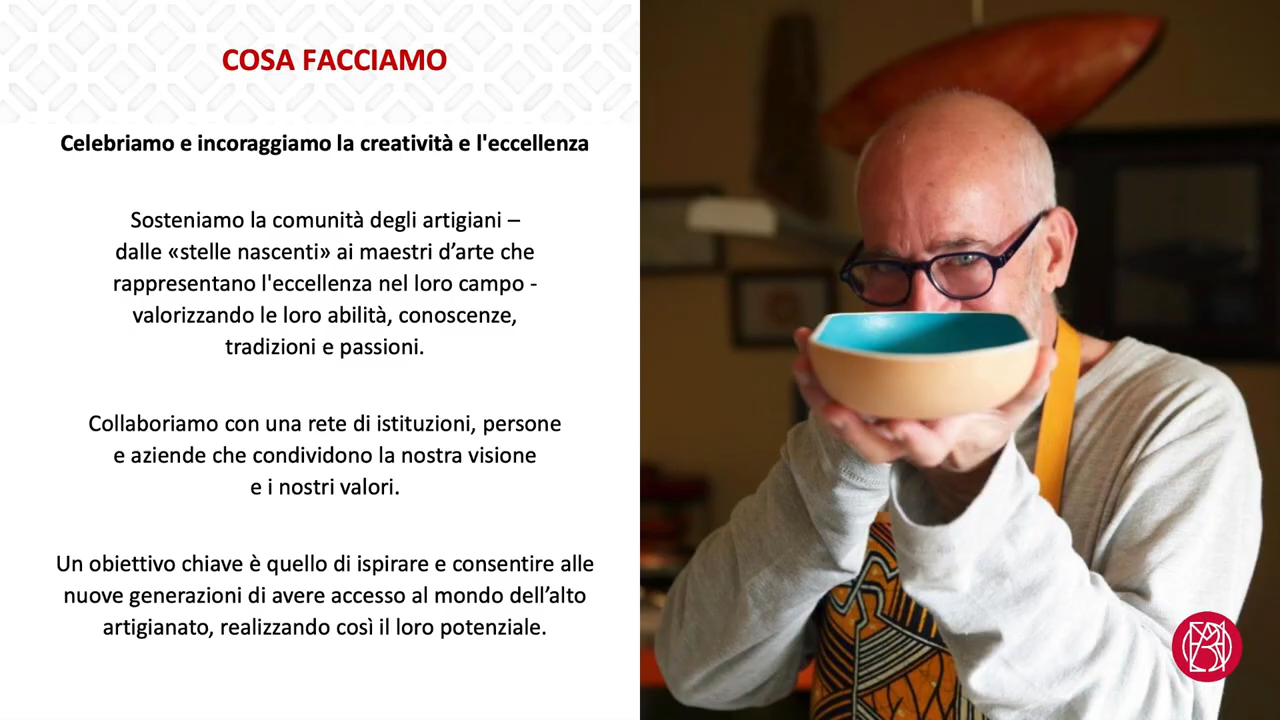 COSA FACCIAMO
Celebriamo e incoraggiamo la creatività e l'eccellenza
Sosteniamo la comunità degli artigiani –
dalle «stelle nascenti» ai maestri d’arte che
rappresentano l'eccellenza nel loro campo -
valorizzando le loro abilità, conoscenze,
tradizioni e passioni.
Collaboriamo con una rete di istituzioni, persone
e aziende che condividono la nostra visione
e i nostri valori.
Un obiettivo chiave è quello di ispirare e consentire alle
nuove generazioni di avere accesso al mondo dell’alto
artigianato, realizzando così il loro potenziale.